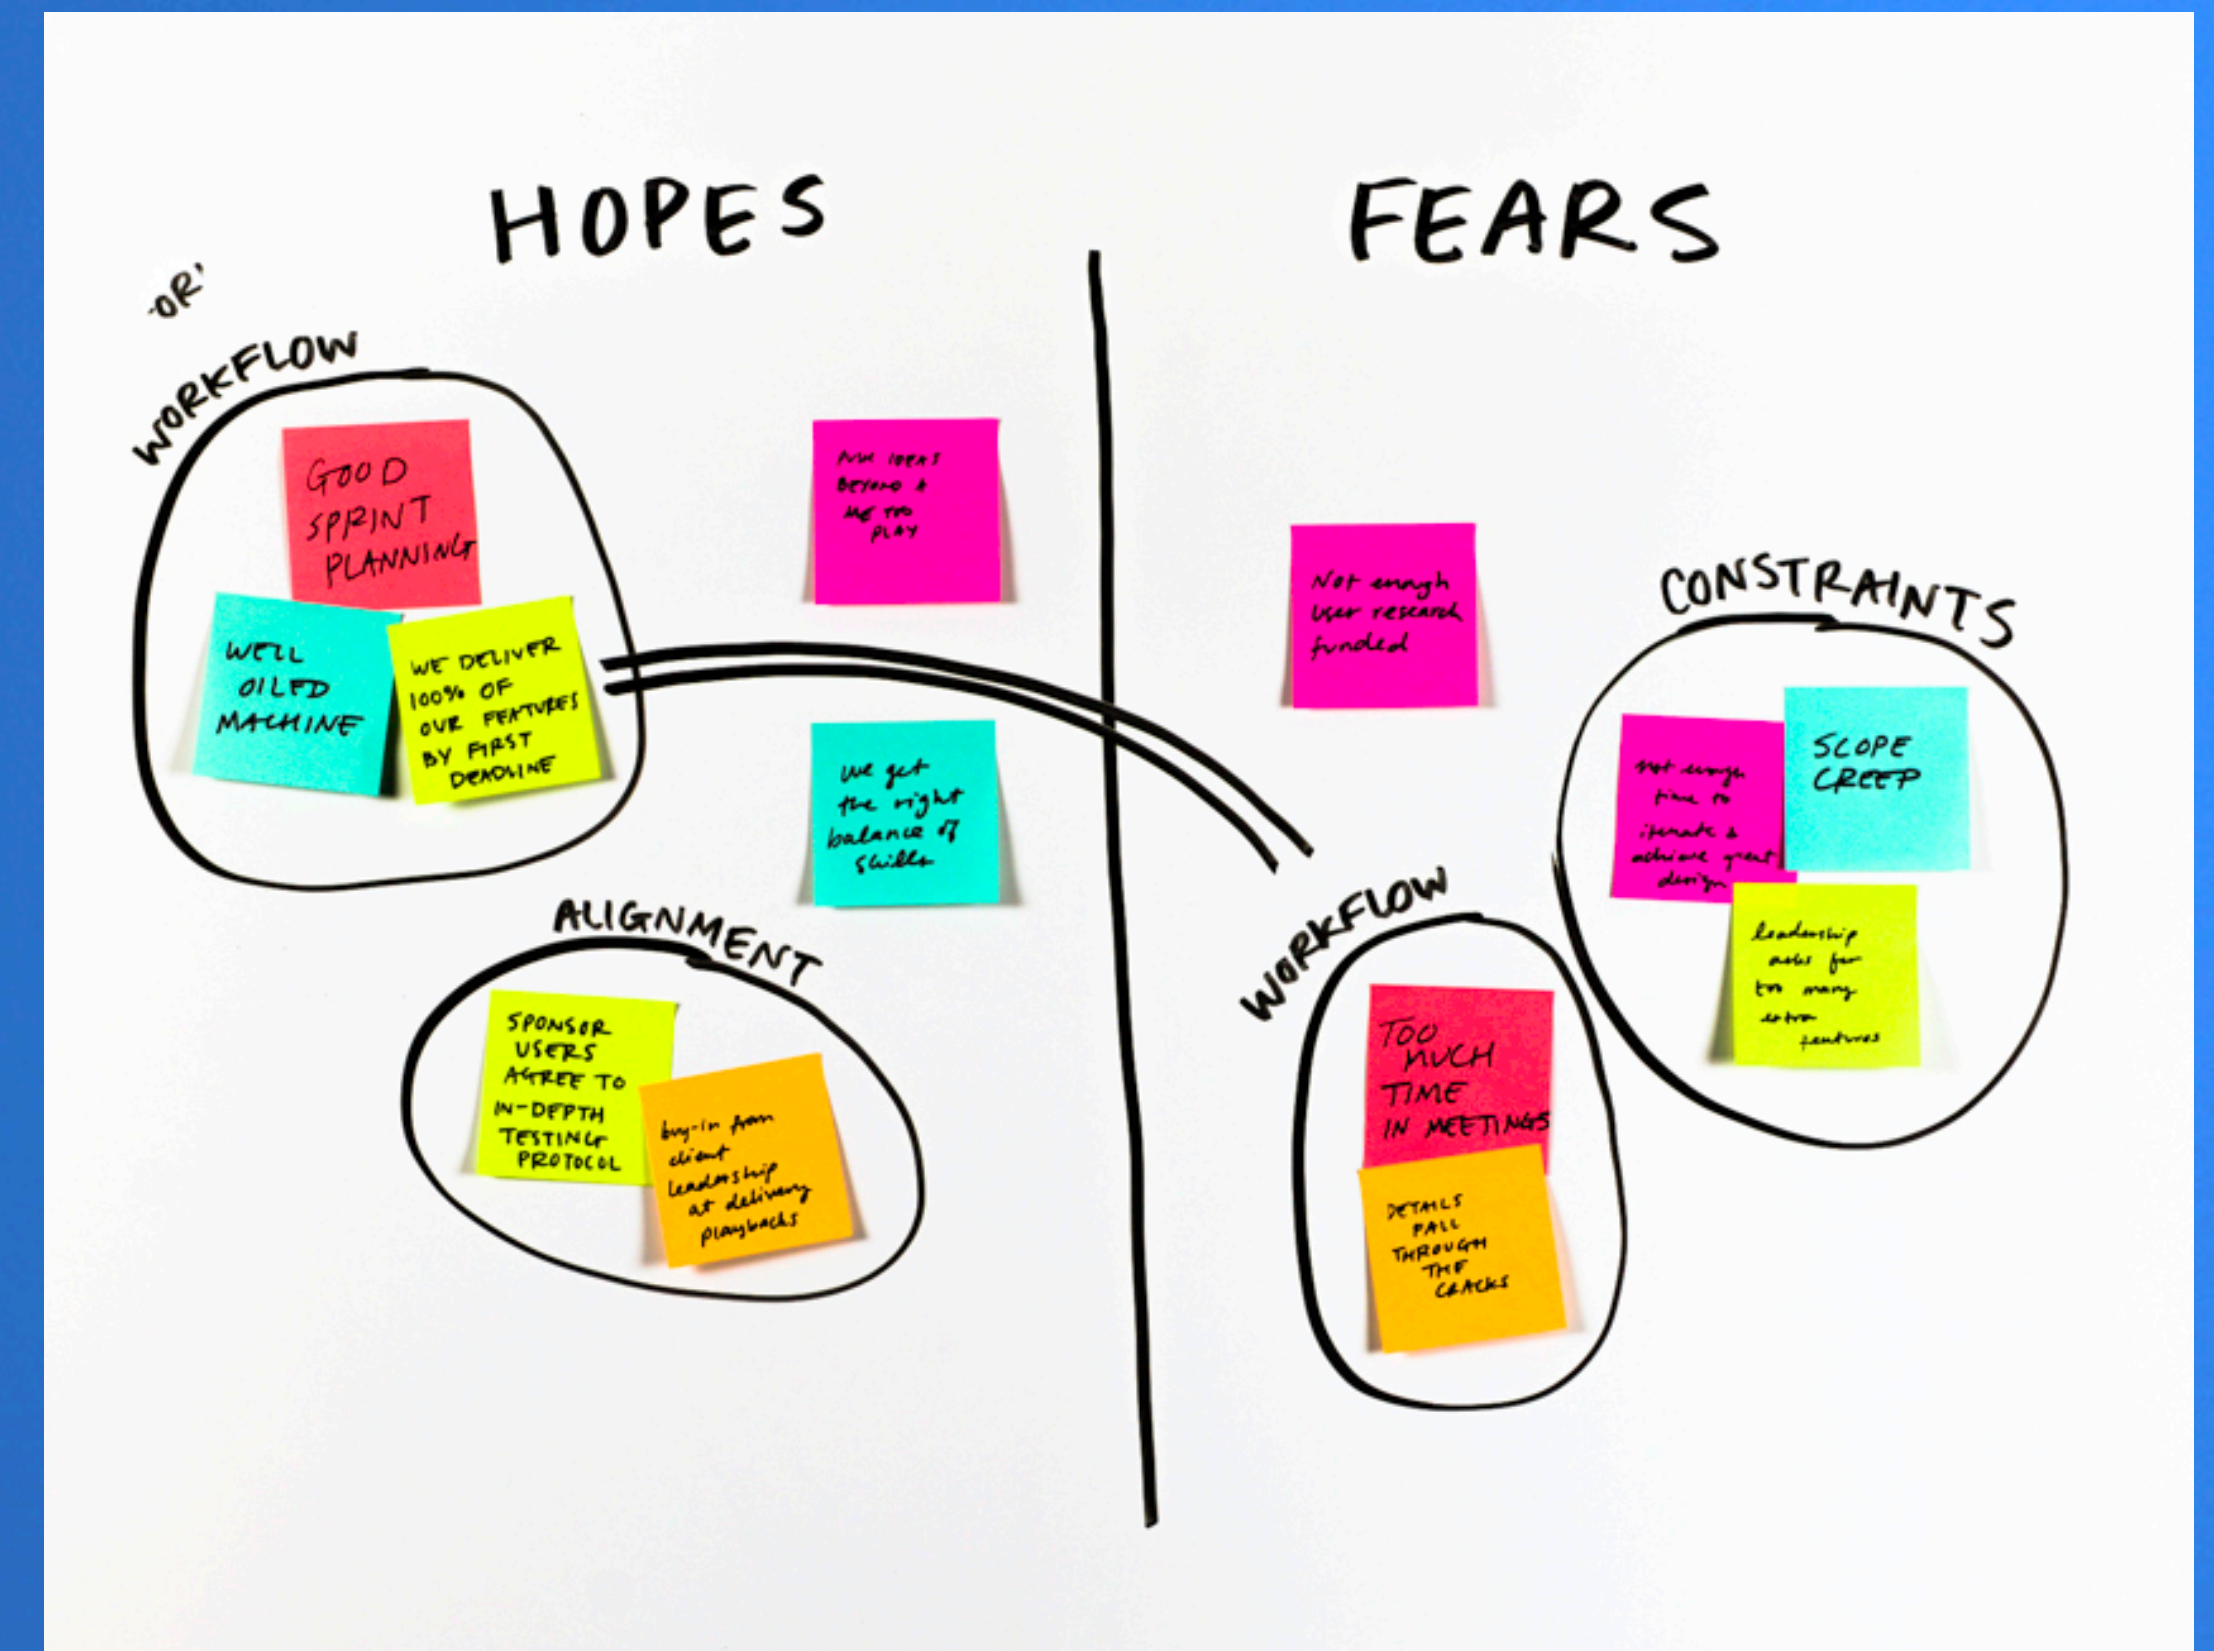 HOPES
FEARS
"OR"
WORKFLOW
GOOD
SPRINT
PLANNING
WELL
OILED
MACHINE
WE DELIVER
100% OF
OUR FEATURES
BY FIRST
DEADLINE
IDEAS
BEYOND A
ME TOO
PLAY
We get
the right
balance of
skills
ALIGNMENT
SPONSOR
USERS
AGREE TO
IN-DEPTH
TESTING
PROTOCOL
buy-in from
client
leadership
at delivery
playbacks
Not enough
user research
funded
CONSTRAINTS
not enough
time to
iterate &
achieve great
design
SCOPE
CREEP
leadership
asks for
too many
extra
features
WORKFLOW
TOO
MUCH
TIME
IN MEETINGS
DETAILS
FALL
THROUGH
THE
CRACKS